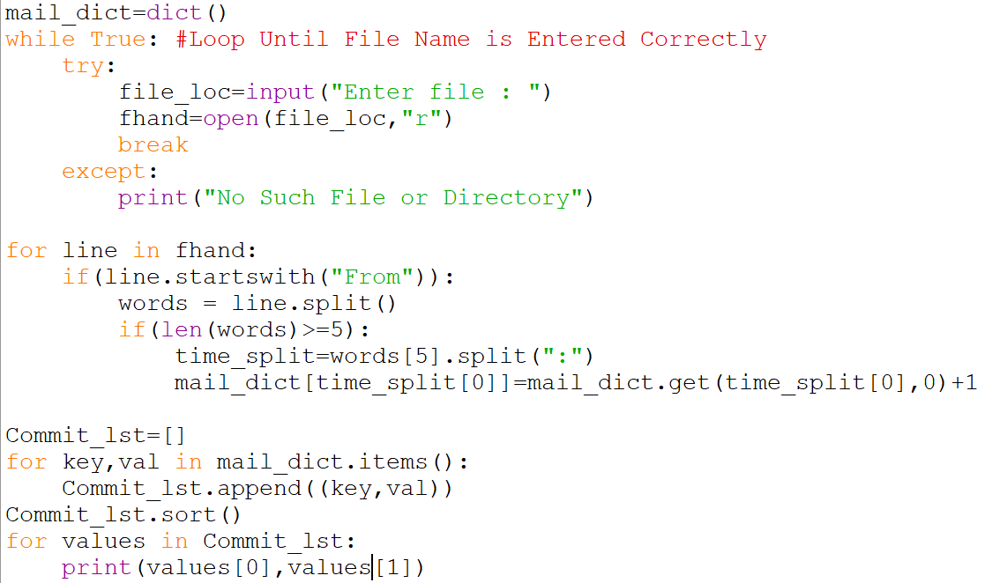 mail_dict=dict()
while True: #Loop Until File Name is Entered Correctly
    try:
        file_loc=input("Enter file : ")
        fhand=open(file_loc,"r")
        break
    except:
        print("No Such File or Directory")

for line in fhand:
    if(line.startswith("From")):
        words = line.split()
        if(len(words)>=5):
            time_split=words[5].split(":")
            mail_dict[time_split[0]]=mail_dict.get(time_split[0],0)+1

Commit_lst=[]
for key,val in mail_dict.items():
    Commit_lst.append((key,val))
Commit_lst.sort()
for values in Commit_lst:
    print(values[0],values[1])